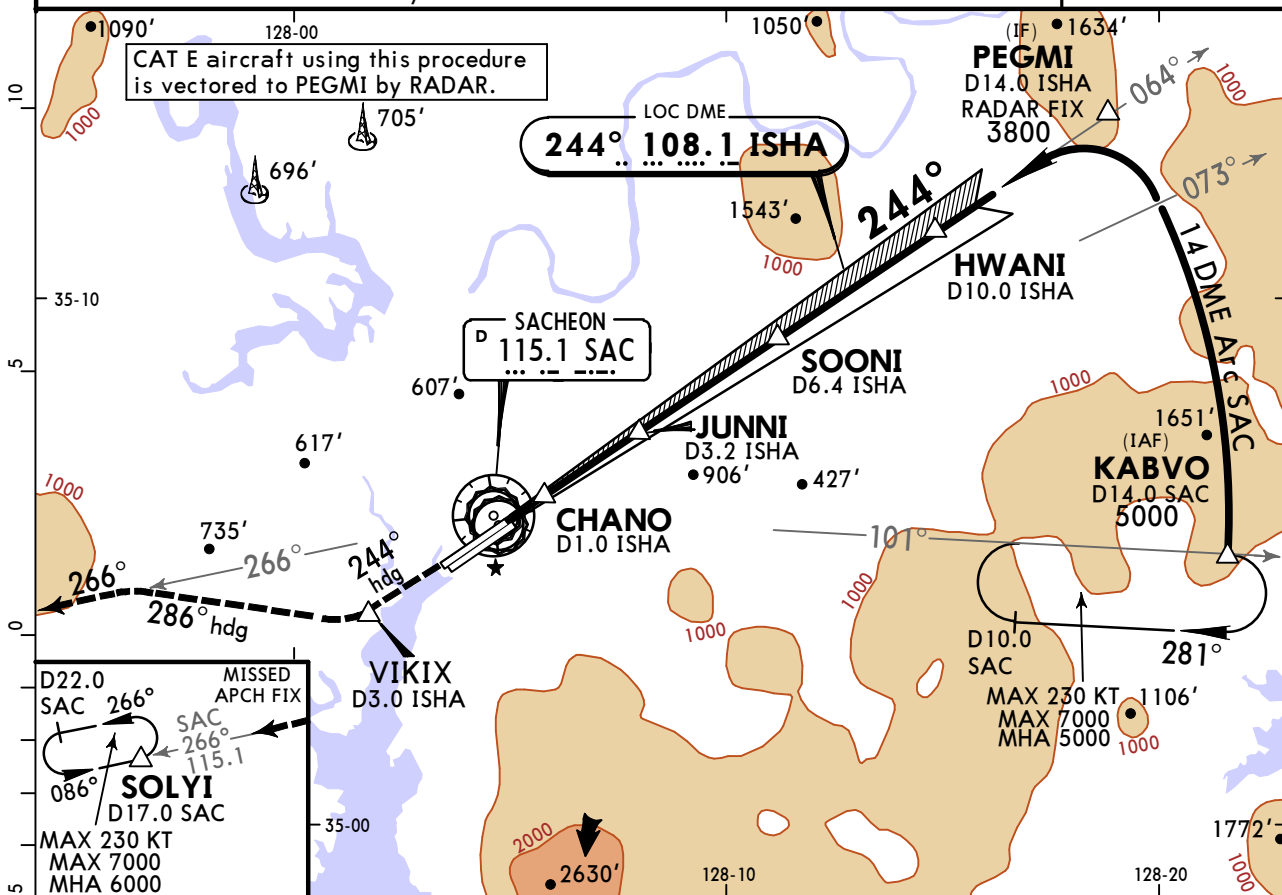 1090'
128-00
1050'
(IF)
1634'
PEGMI
D14.0 ISHA
RADAR FIX
3800
064°
1000
CAT E aircraft using this procedure
is vectored to PEGMI by RADAR.
10
1000
705'
LOC DME
244° 108.1 ISHA
696'
1543'
1000
244°
073°
HWANI
D10.0 ISHA
14 DME Arc SAC
35-10
SACHEON
D
115.1 SAC
SOONI
D6.4 ISHA
5
607'
1000
1651'
JUNNI
D3.2 ISHA
(IAF)
KABVO
D14.0 SAC
5000
617'
906'
427'
1000
CHANO
D1.0 ISHA
735'
101°
266°
244°
hdg
266°
286° hdg
1000
1000
0
D10.0
SAC
281°
VIKIX
D3.0 ISHA
MAX 230 KT
MAX 7000
MHA 5000
1106'
1000
D22.0
SAC
266°
MISSED
APCH FIX
SAC
266°
115.1
086°
SOLYI
D17.0 SAC
MAX 230 KT
MAX 7000
MHA 6000
35-00
2000
2630'
128-10
128-20
1772'
1000
5